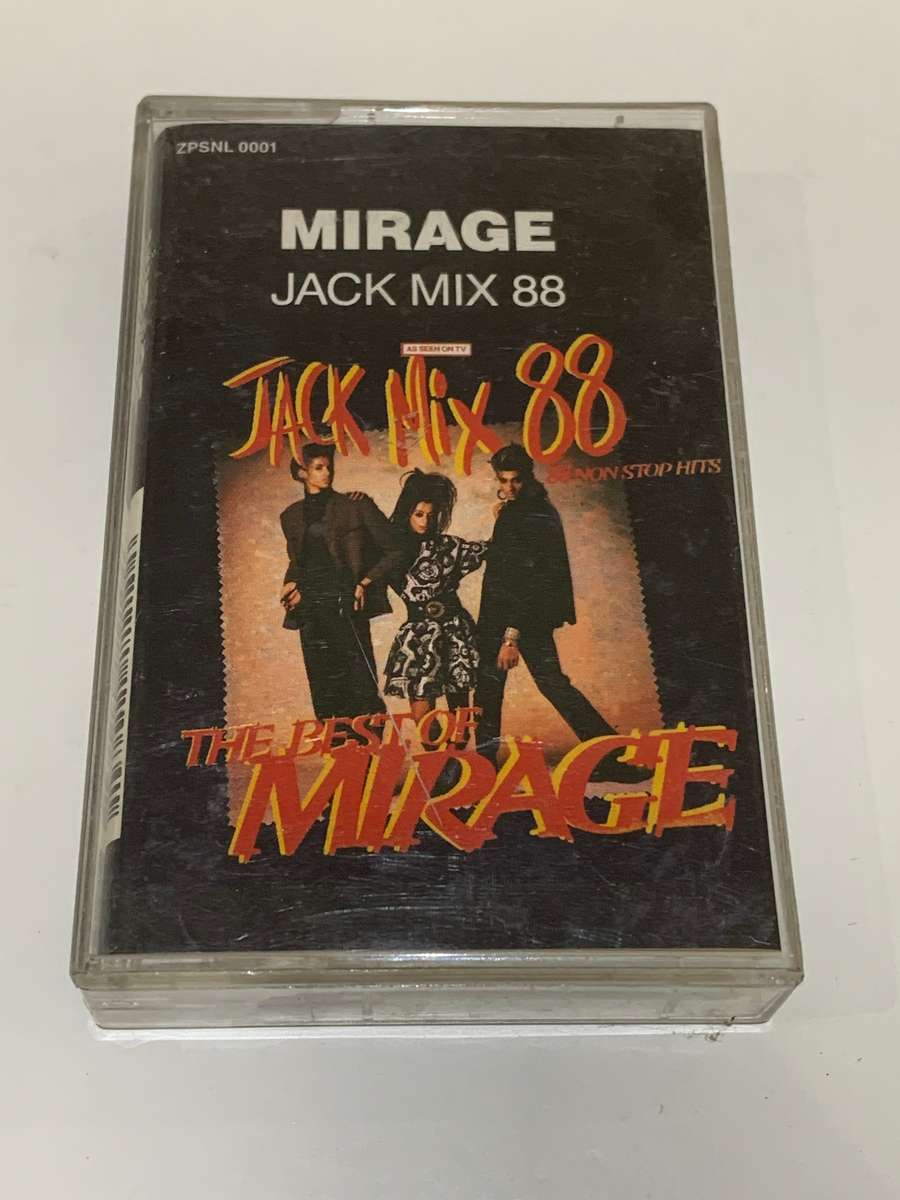 ZPSNL 0001
MIRAGE
JACK MIX 88
AS SEEN ON TV
JACK MIX 88
NON STOP HITS
THE BEST OF
MIRAGE